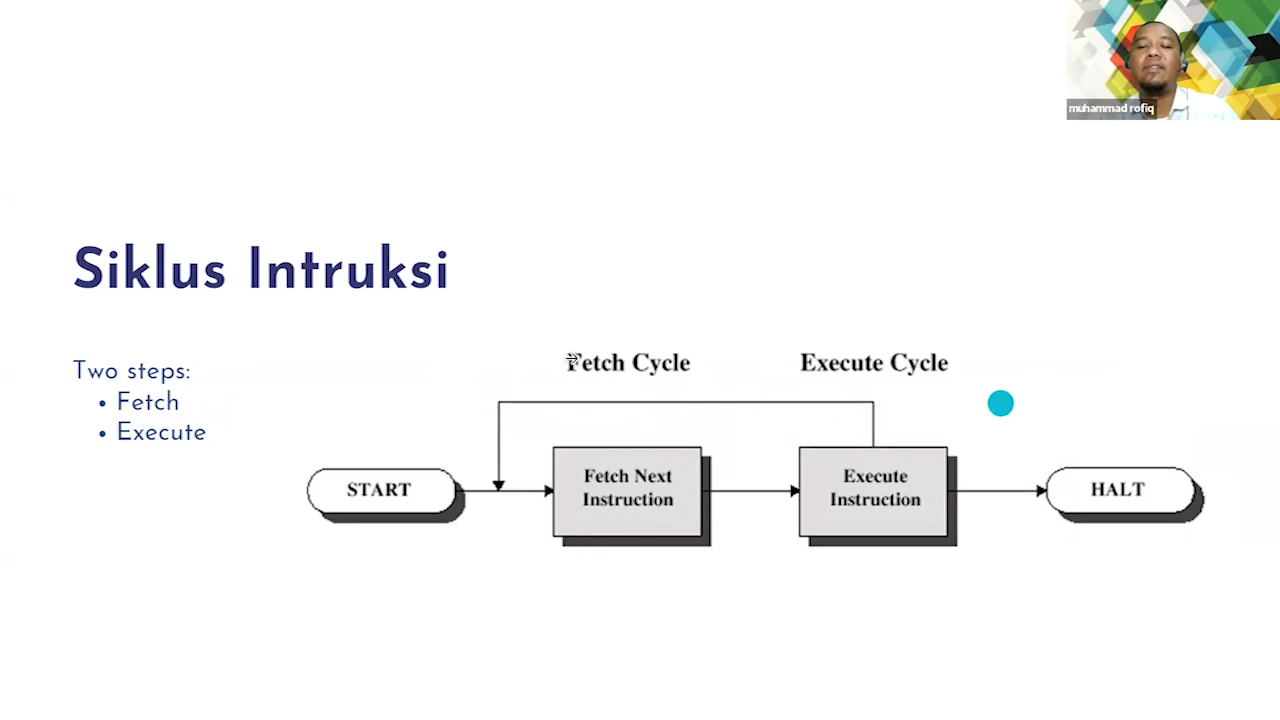 muhammad rofiq
Siklus Intruksi
Two steps:
• Fetch
• Execute
Fetch Cycle
Execute Cycle
START
Fetch Next
Instruction
Execute
Instruction
HALT